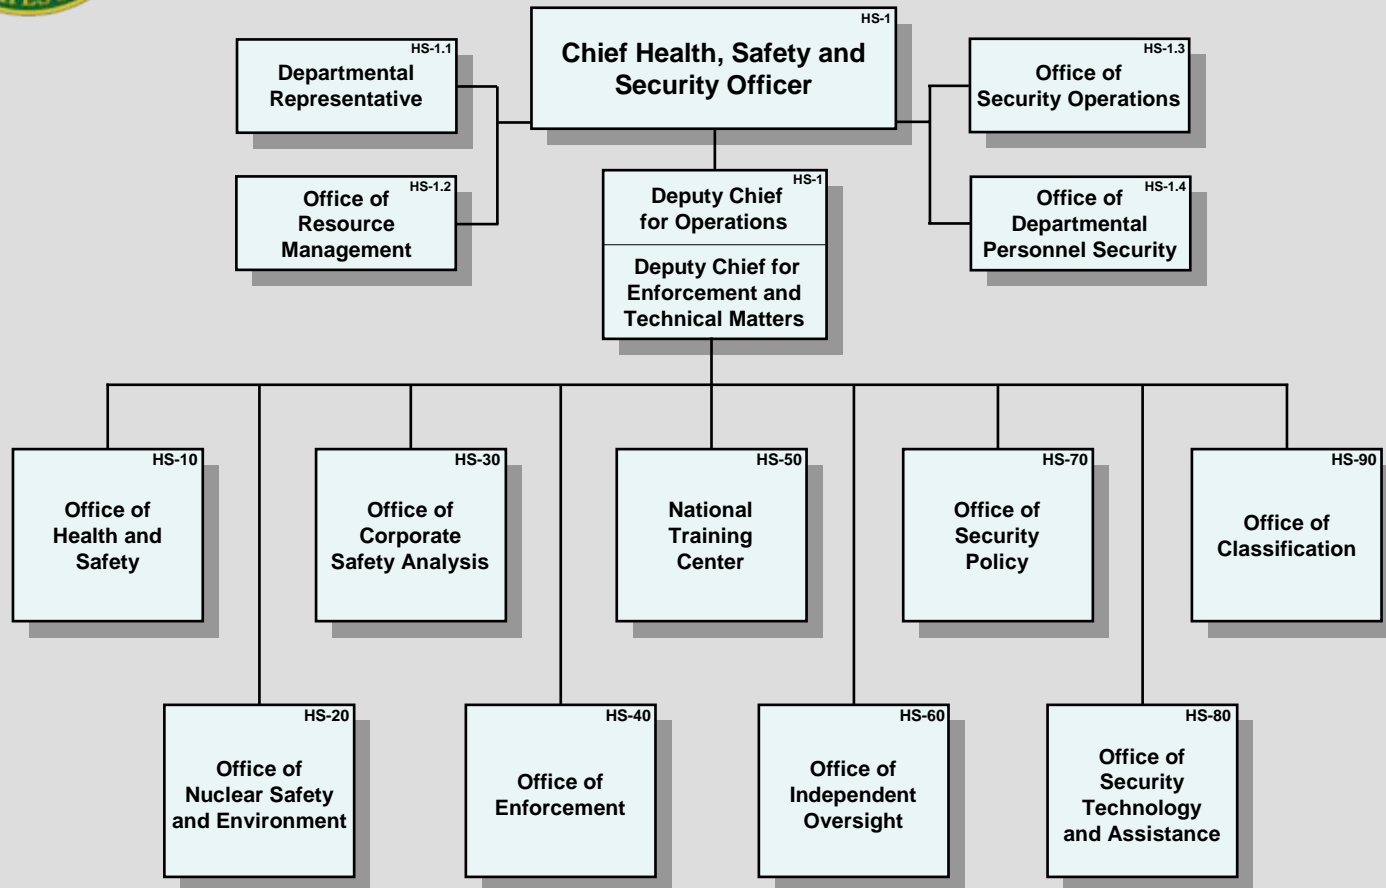 HS-1
Chief Health, Safety and
Security Officer
HS-1.1
Departmental
Representative
HS-1.3
Office of
Security Operations
HS-1.2
Office of
Resource
Management
HS-1
Deputy Chief
for Operations
Deputy Chief for
Enforcement and
Technical Matters
HS-1.4
Office of
Departmental
Personnel Security
HS-10
Office of
Health and
Safety
HS-30
Office of
Corporate
Safety Analysis
HS-50
National
Training
Center
HS-70
Office of
Security
Policy
HS-90
Office of
Classification
HS-20
Office of
Nuclear Safety
and Environment
HS-40
Office of
Enforcement
HS-60
Office of
Independent
Oversight
HS-80
Office of
Security
Technology
and Assistance